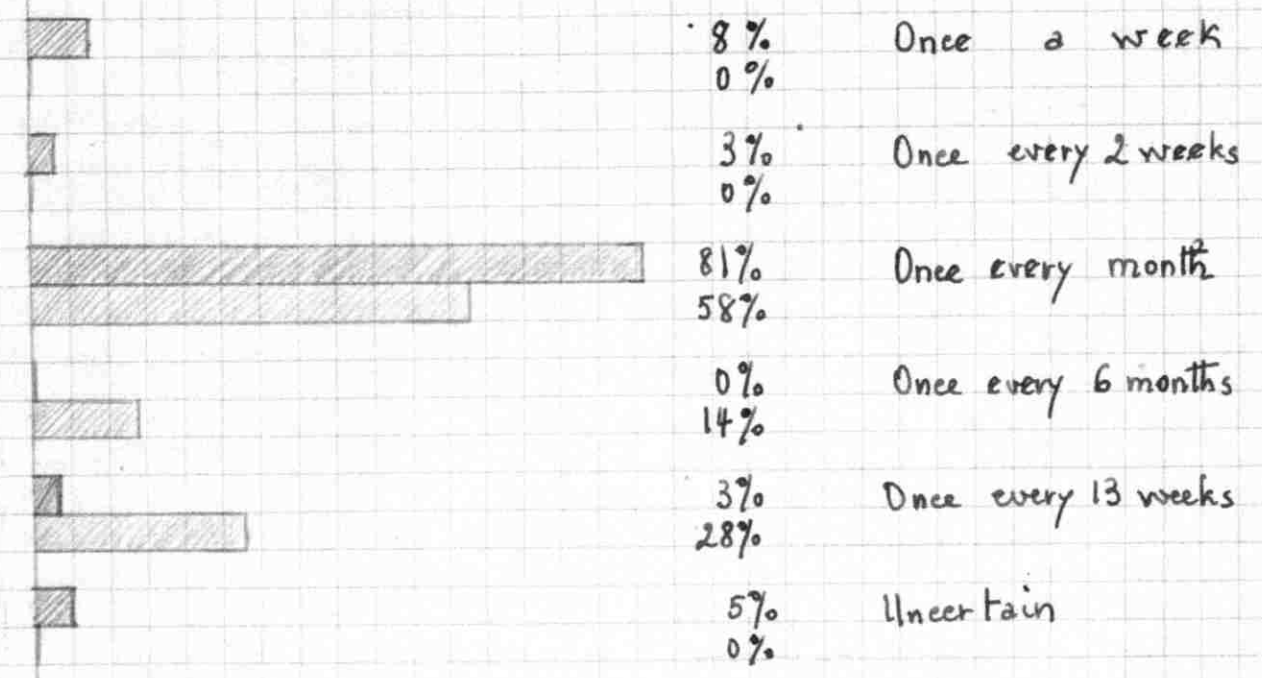 8% Once a week
0%
3% Once every 2 weeks
0%
81% Once every month
58%
0% Once every 6 months
14%
3% Once every 13 weeks
28%
5% Uncertain
0%